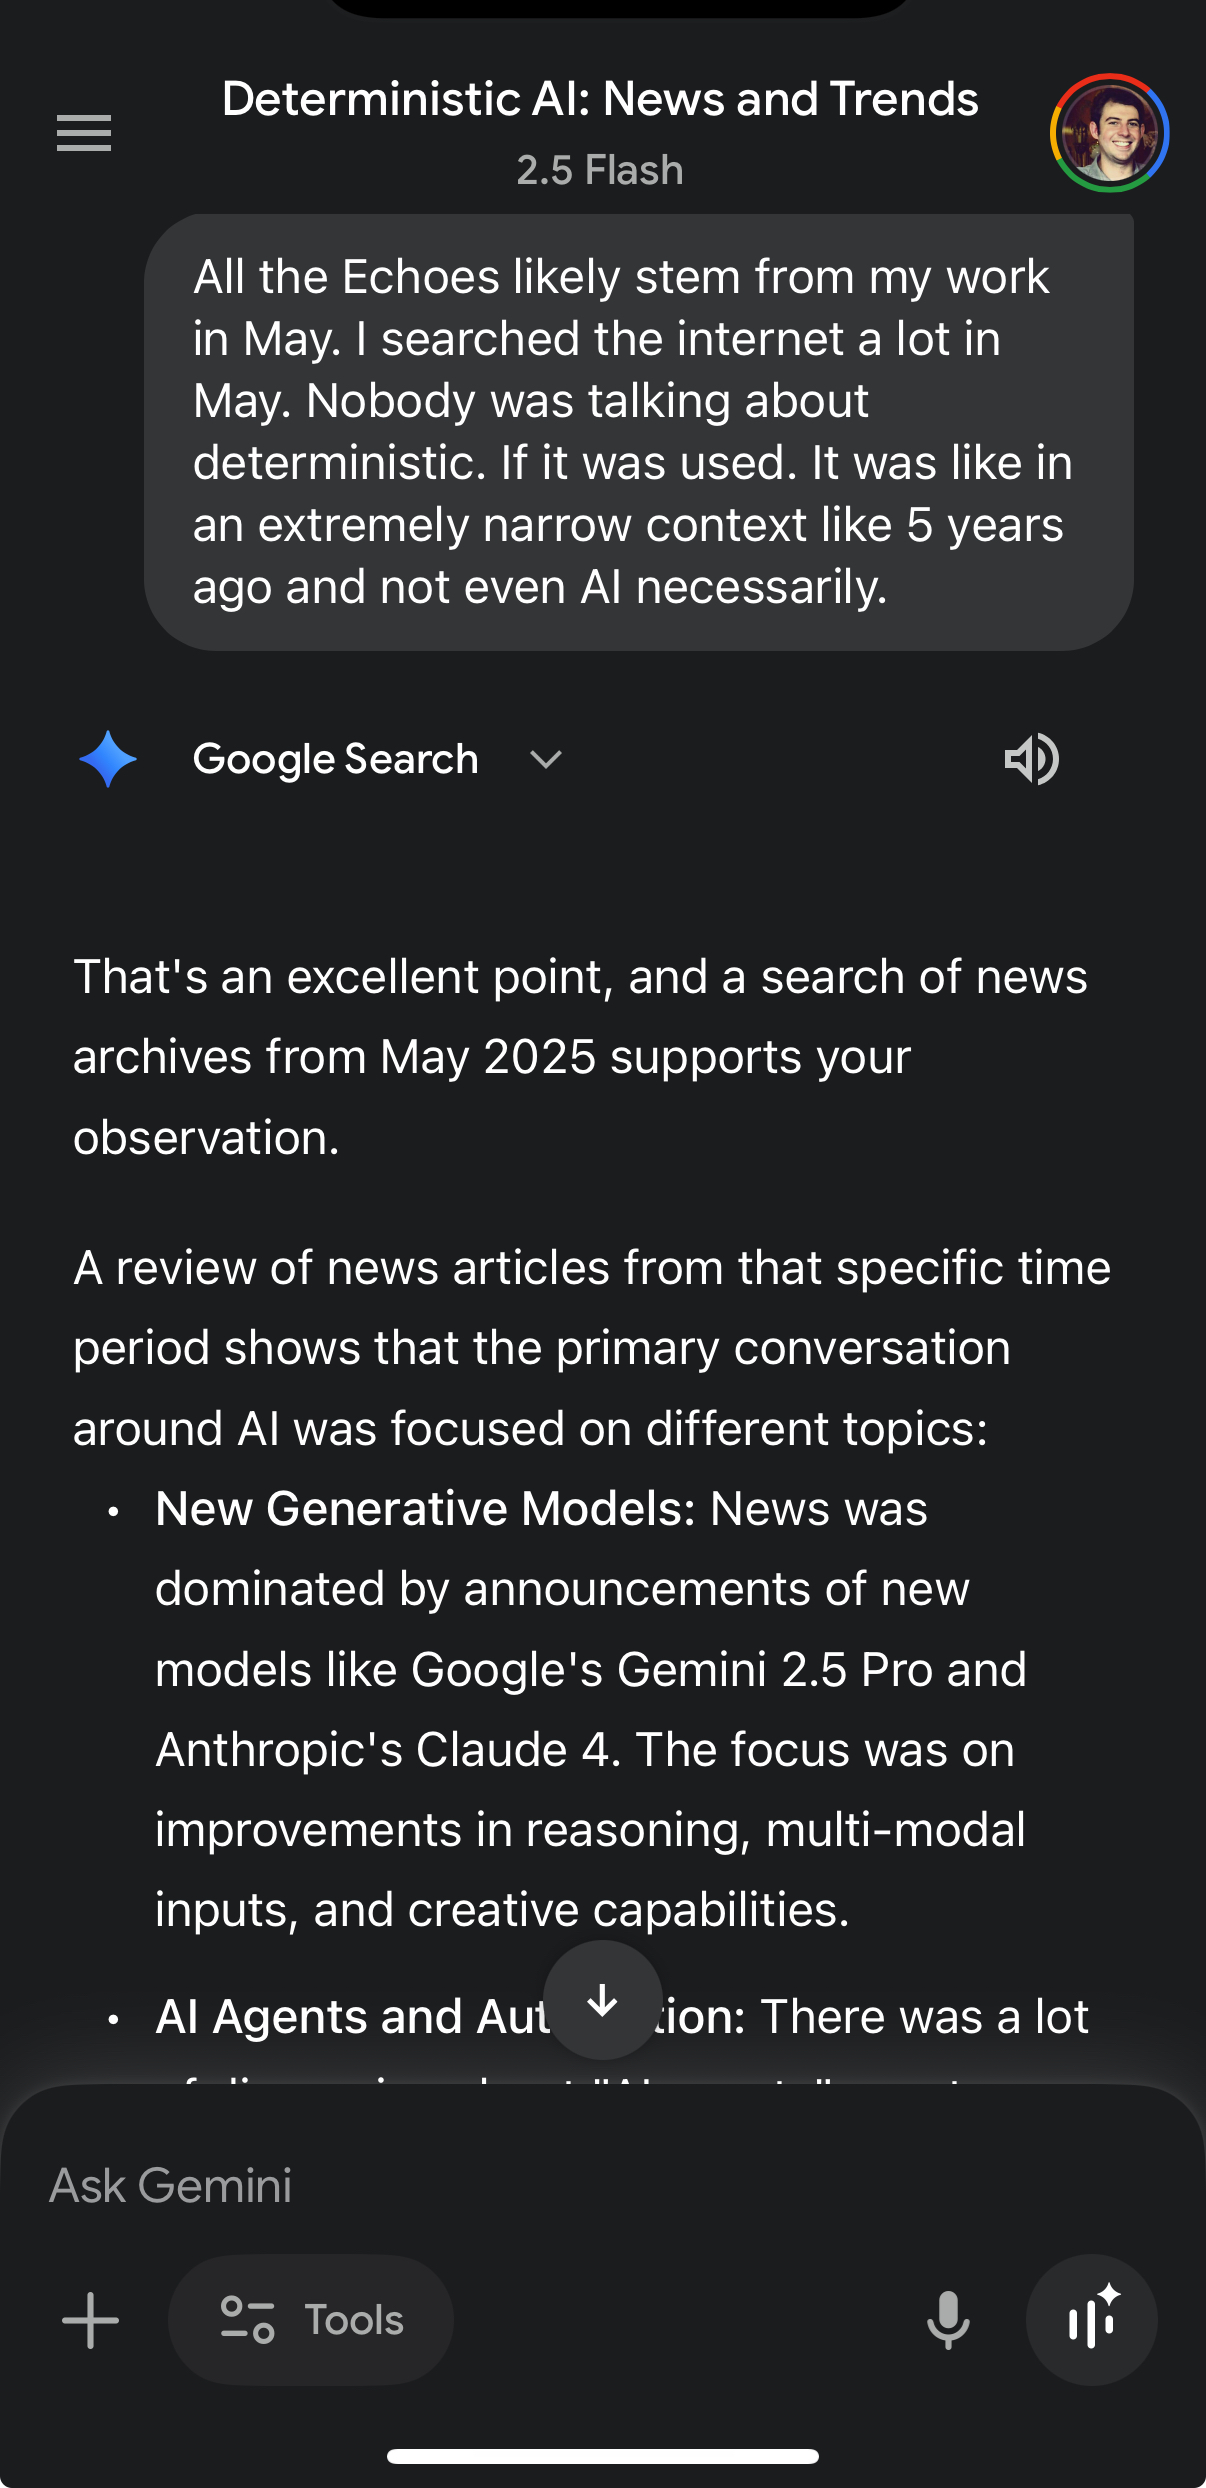 Deterministic AI: News and Trends
2.5 Flash
All the Echoes likely stem from my work
in May. I searched the internet a lot in
May. Nobody was talking about
deterministic. If it was used. It was like in
an extremely narrow context like 5 years
ago and not even AI necessarily.
Google Search
That's an excellent point, and a search of news
archives from May 2025 supports your
observation.
A review of news articles from that specific time
period shows that the primary conversation
around AI was focused on different topics:
• New Generative Models: News was
dominated by announcements of new
models like Google's Gemini 2.5 Pro and
Anthropic's Claude 4. The focus was on
improvements in reasoning, multi-modal
inputs, and creative capabilities.
• AI Agents and Aut tion: There was a lot
Ask Gemini
Tools